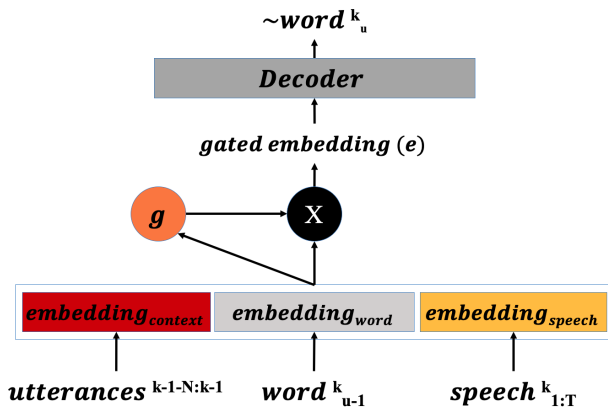 ~word k u
Decoder
gated embedding (e)
g X
embedding context embedding word embedding speech
utterances k-1-N:k-1 word k u-1 speech k 1:T